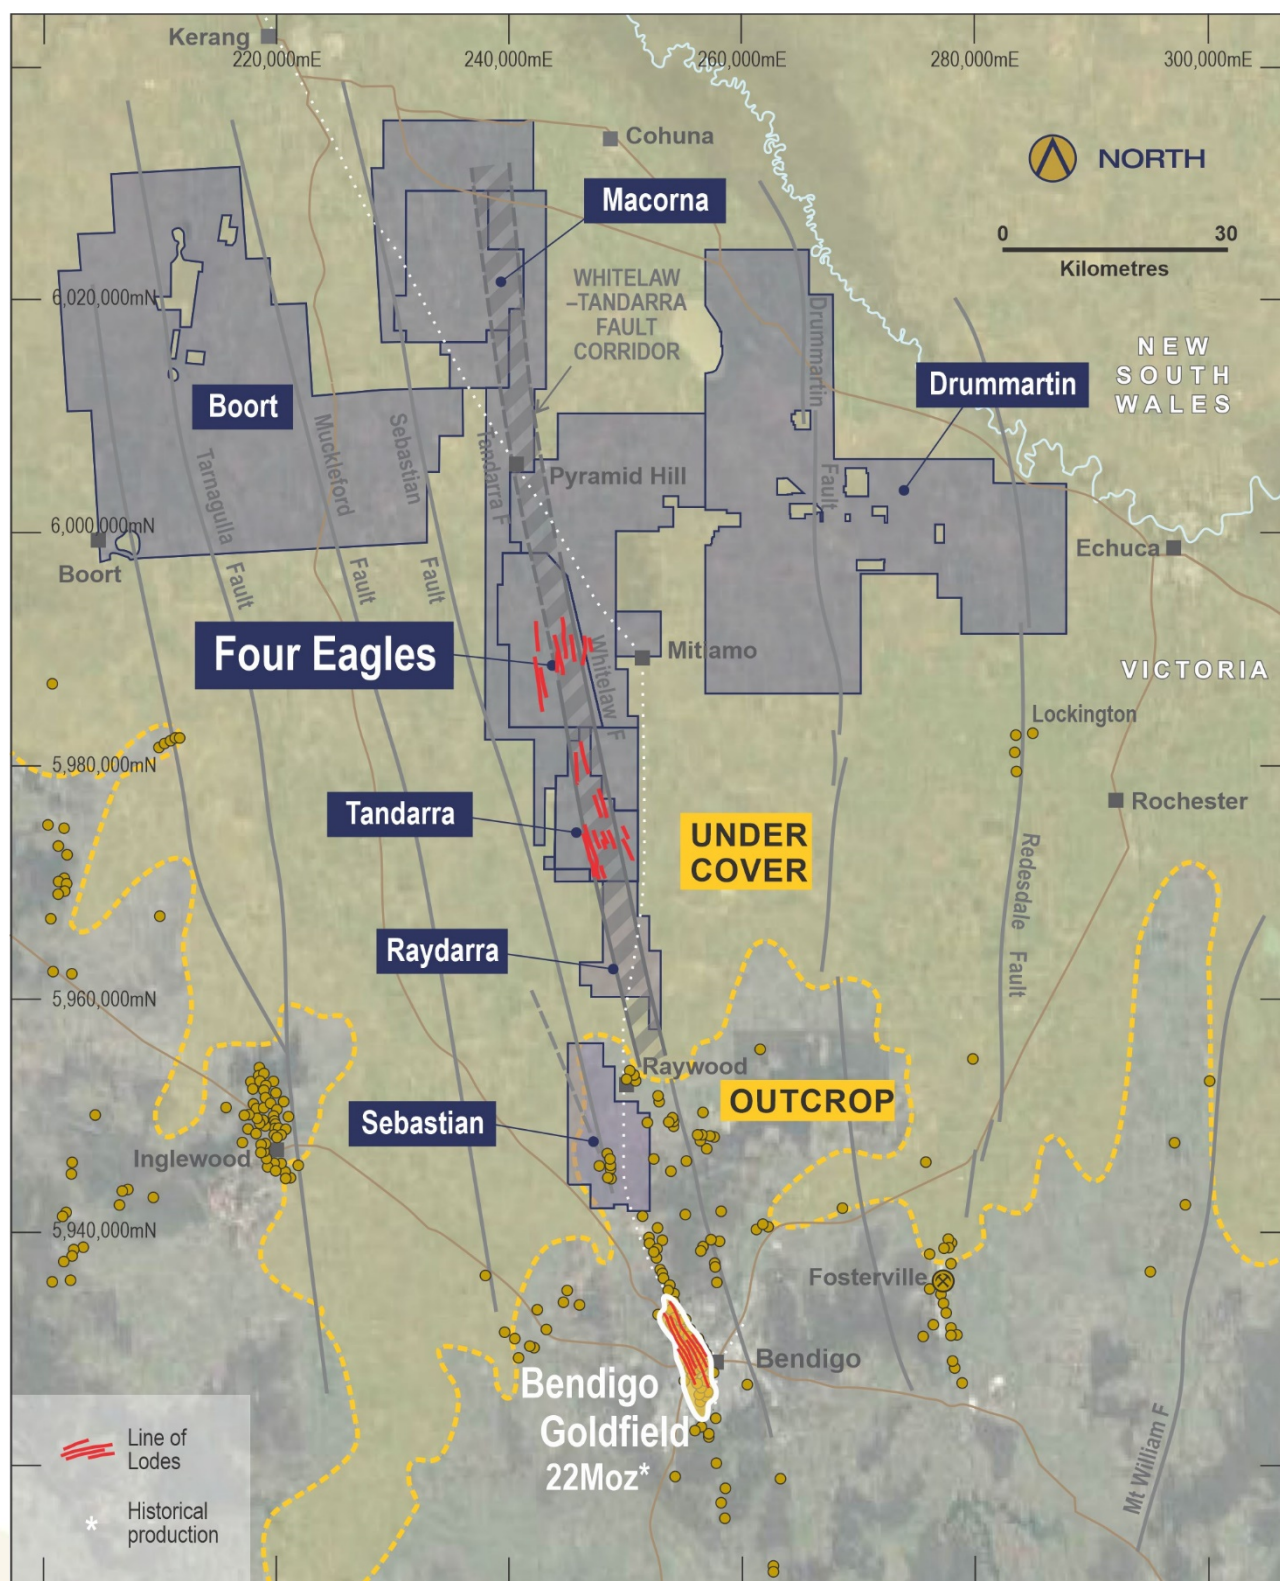 Kerang
220,000mE
240,000mE
260,000mE
280,000mE
300,000mE
Cohuna
NORTH
Macorna
0
30
Kilometres
WHITELAW
–TANDARRA
FAULT
CORRIDOR
6,020,000mN
Drummartin
Fault
NEW
SOUTH
WALES
Drummartin
Boort
Tarnagulla
Fault
Muckleford
Fault
Sebastian
Fault
Tandarra F
Pyramid Hill
6,000,000mN
Boort
Echuca
Four Eagles
Whitelaw F
Mitiamo
VICTORIA
Lockington
5,980,000mN
Tandarra
Rochester
UNDER
COVER
Redesdale
Fault
Raydarra
5,960,000mN
Raywood
OUTCROP
Sebastian
Inglewood
5,940,000mN
Fosterville
Bendigo
Bendigo
Goldfield
22Moz*
Mt William F
Line of
Lodes
*
Historical
production